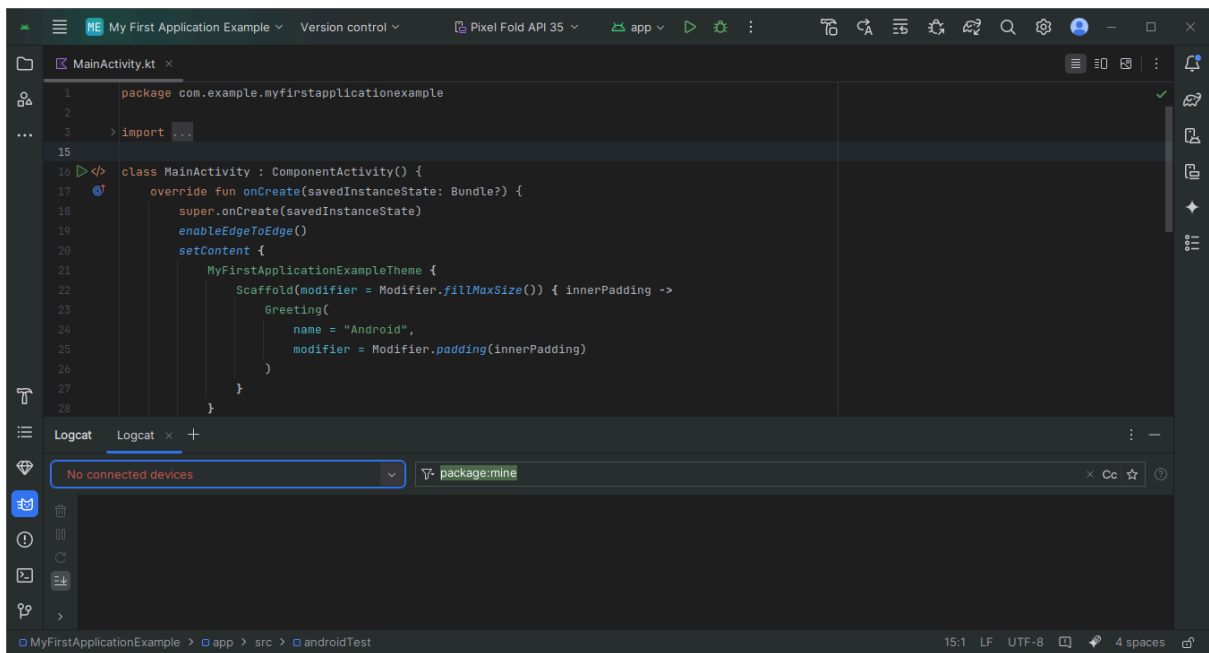 ME My First Application Example Version control Pixel Fold API 35 app
MainActivity.kt
1 package com.example.myfirstapplicationexample
2
3 import ...
15
16 class MainActivity : ComponentActivity() {
17 override fun onCreate(savedInstanceState: Bundle?) {
18 super.onCreate(savedInstanceState)
19 enableEdgeToEdge()
20 setContent {
21 MyFirstApplicationExampleTheme {
22 Scaffold(modifier = Modifier.fillMaxSize()) { innerPadding ->
23 Greeting(
24 name = "Android",
25 modifier = Modifier.padding(innerPadding)
26 )
27 }
28 }
Logcat Logcat
No connected devices package:mine Cc
MyFirstApplicationExample > app > src > androidTest 15:1 LF UTF-8 4 spaces